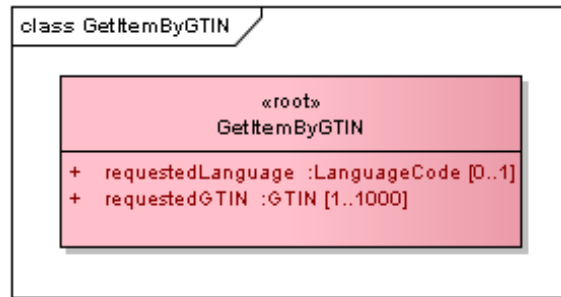 class GetItemByGTIN
«root»
GetItemByGTIN
+ requestedLanguage :LanguageCode [0..1]
+ requestedGTIN :GTIN [1..1000]